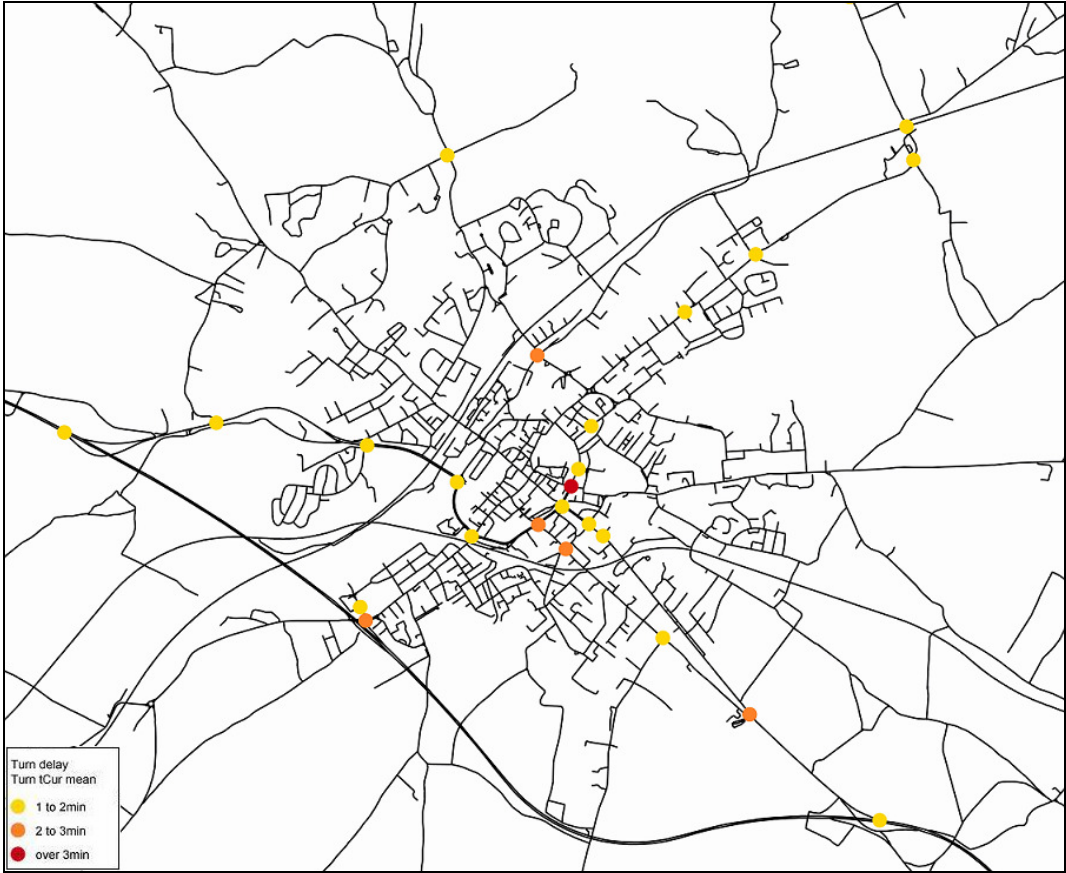 Turn delay
Turn tCur mean
1 to 2min
2 to 3min
over 3min